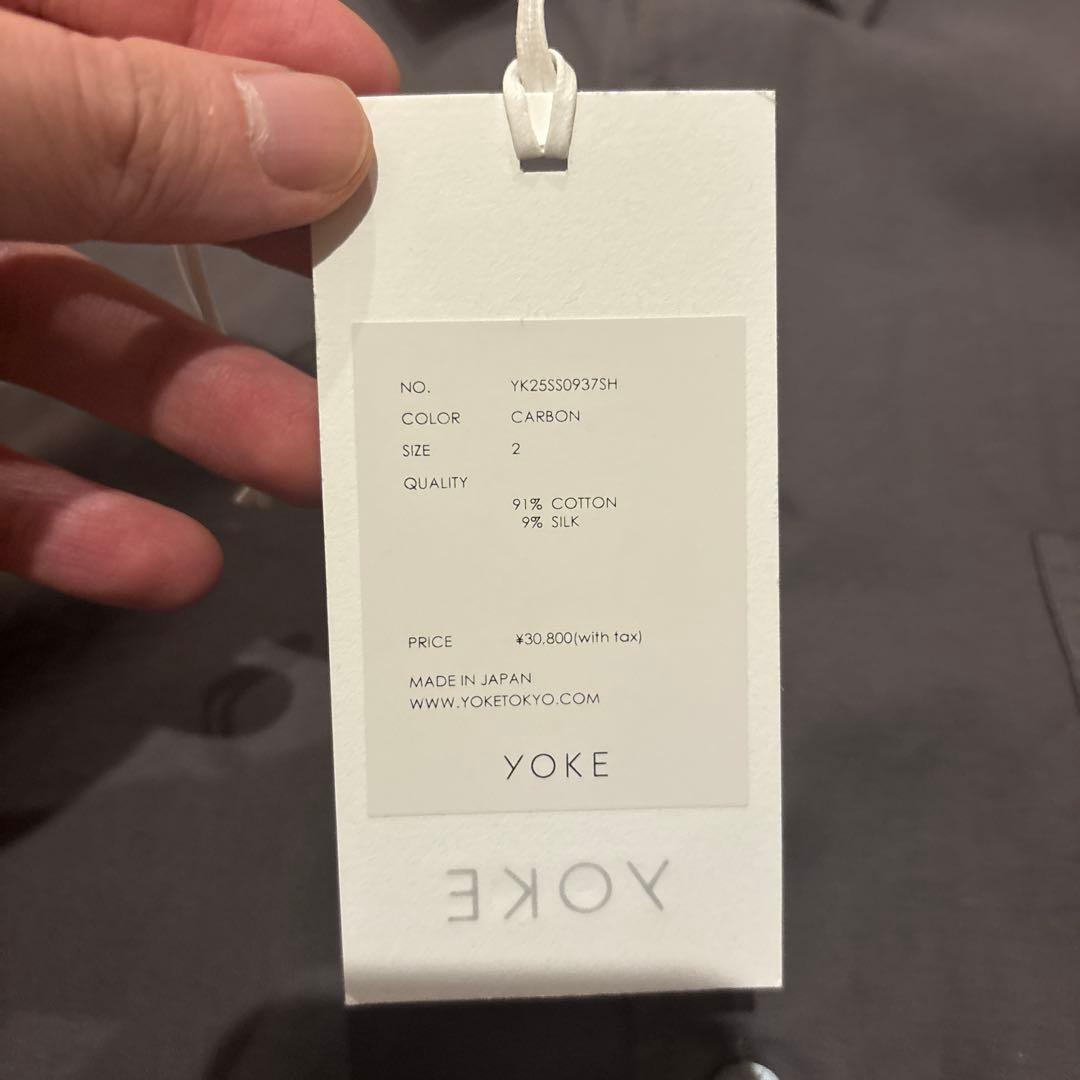 NO. YK25SS0937SH
COLOR CARBON
SIZE 2
QUALITY
91% COTTON
9% SILK
PRICE ¥30,800(with tax)
MADE IN JAPAN
WWW.YOKETOKYO.COM
YOKE
YOKE